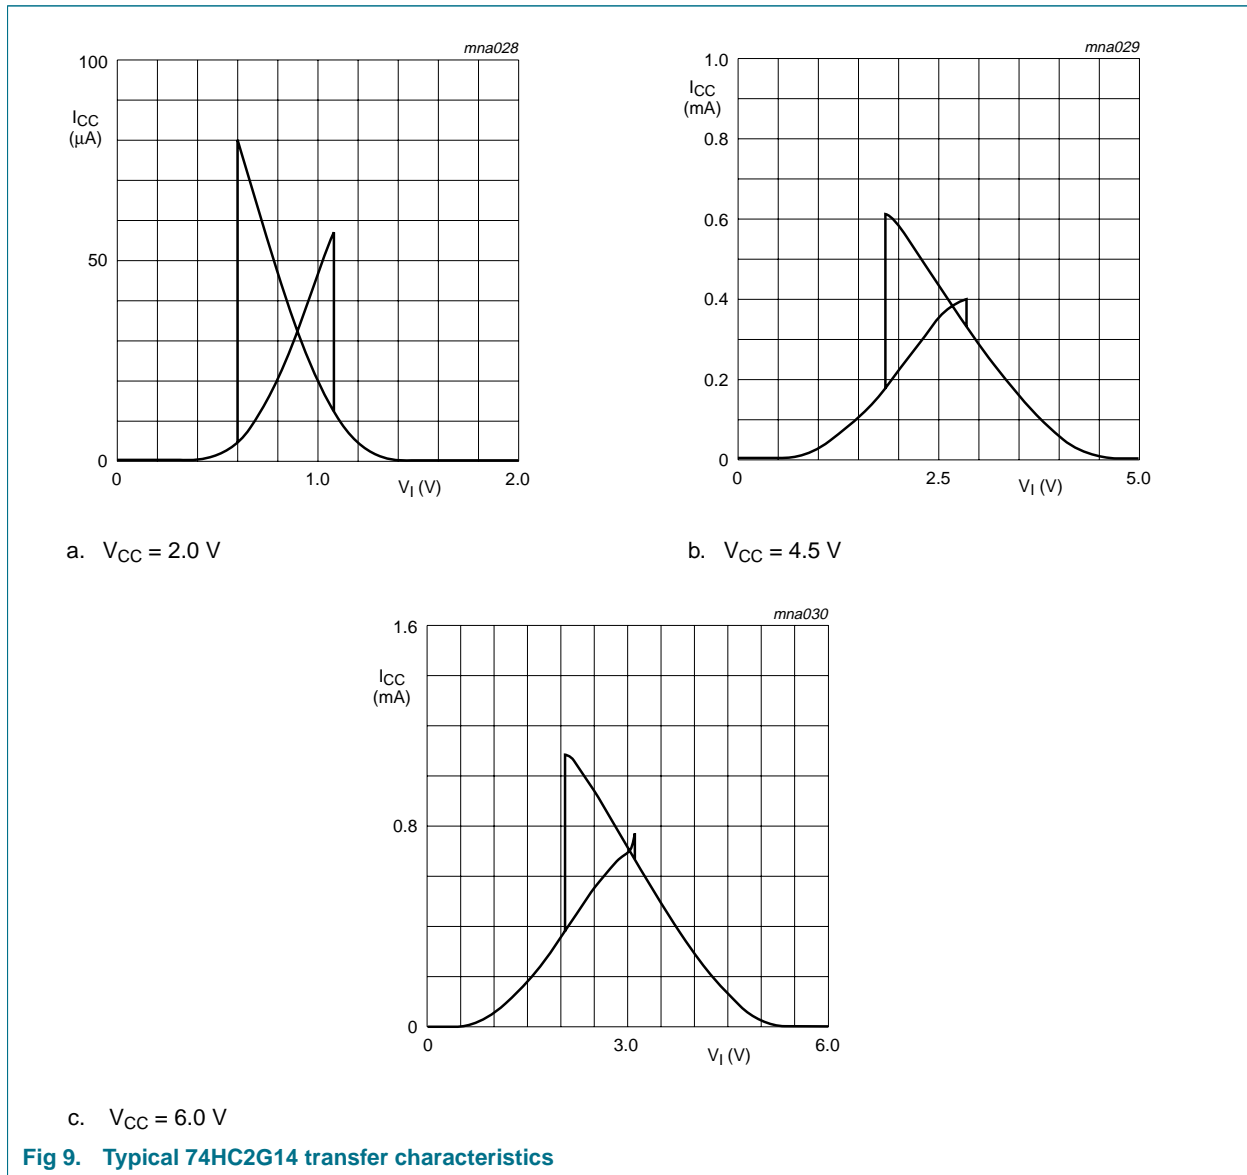 mna028
100
ICC
(μA)
50
0
0
1.0
VI (V)
2.0
a. VCC = 2.0 V
mna029
1.0
ICC
(mA)
0.8
0.6
0.4
0.2
0
0
2.5
VI (V)
5.0
b. VCC = 4.5 V
mna030
1.6
ICC
(mA)
0.8
0
0
3.0
VI (V)
6.0
c. VCC = 6.0 V
Fig 9. Typical 74HC2G14 transfer characteristics